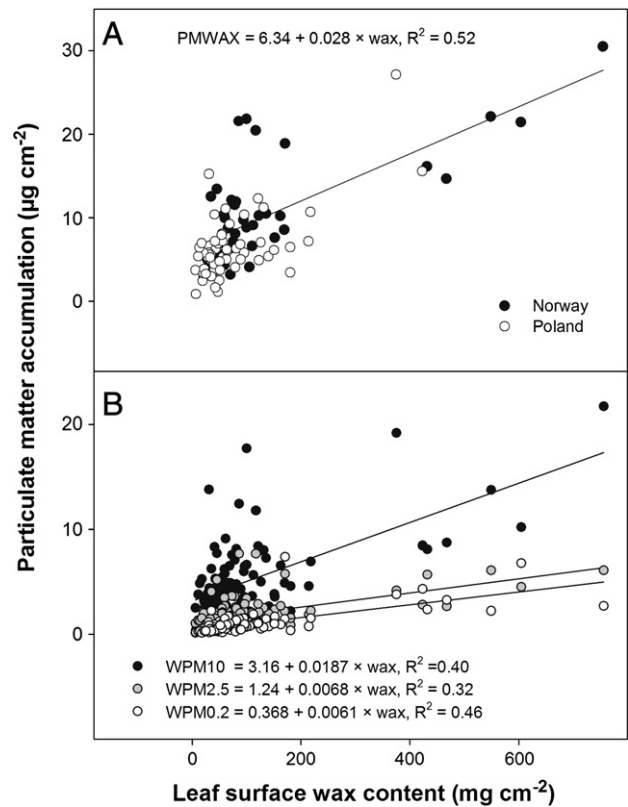 A
PMWAX = 6.34 + 0.028 × wax, R² = 0.52
30
20
10
0
Norway
Poland
Particulate matter accumulation (µg cm⁻²)
B
20
10
0
WPM10 = 3.16 + 0.0187 × wax, R² =0.40
WPM2.5 = 1.24 + 0.0068 × wax, R² = 0.32
WPM0.2 = 0.368 + 0.0061 × wax, R² = 0.46
0 200 400 600
Leaf surface wax content (mg cm⁻²)